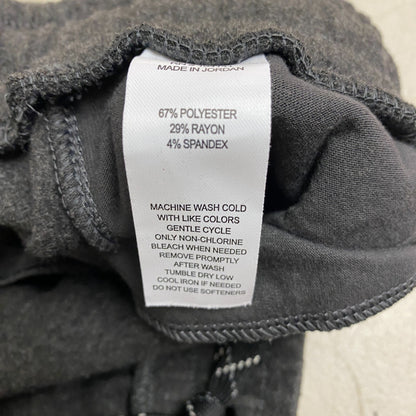 MADE IN JORDAN
67% POLYESTER
29% RAYON
4% SPANDEX
MACHINE WASH COLD
WITH LIKE COLORS
GENTLE CYCLE
ONLY NON-CHLORINE
BLEACH WHEN NEEDED
REMOVE PROMPTLY
AFTER WASH
TUMBLE DRY LOW
COOL IRON IF NEEDED
DO NOT USE SOFTENERS